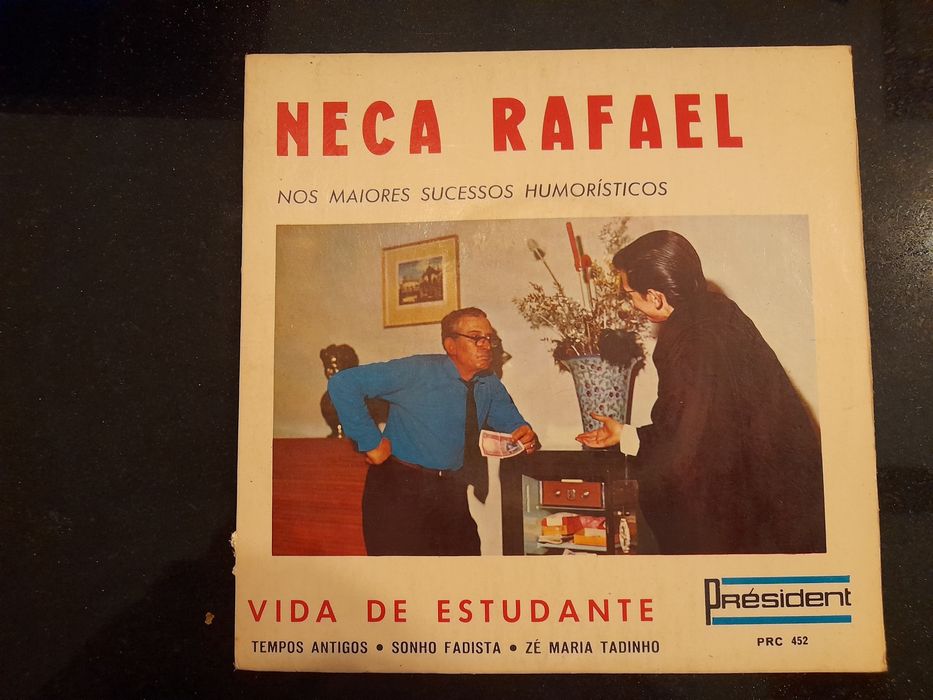 NECA RAFAEL
NOS MAIORES SUCESSOS HUMORÍSTICOS
VIDA DE ESTUDANTE
TEMPOS ANTIGOS • SONHO FADISTA • ZÉ MARIA TADINHO
Président
PRC 452